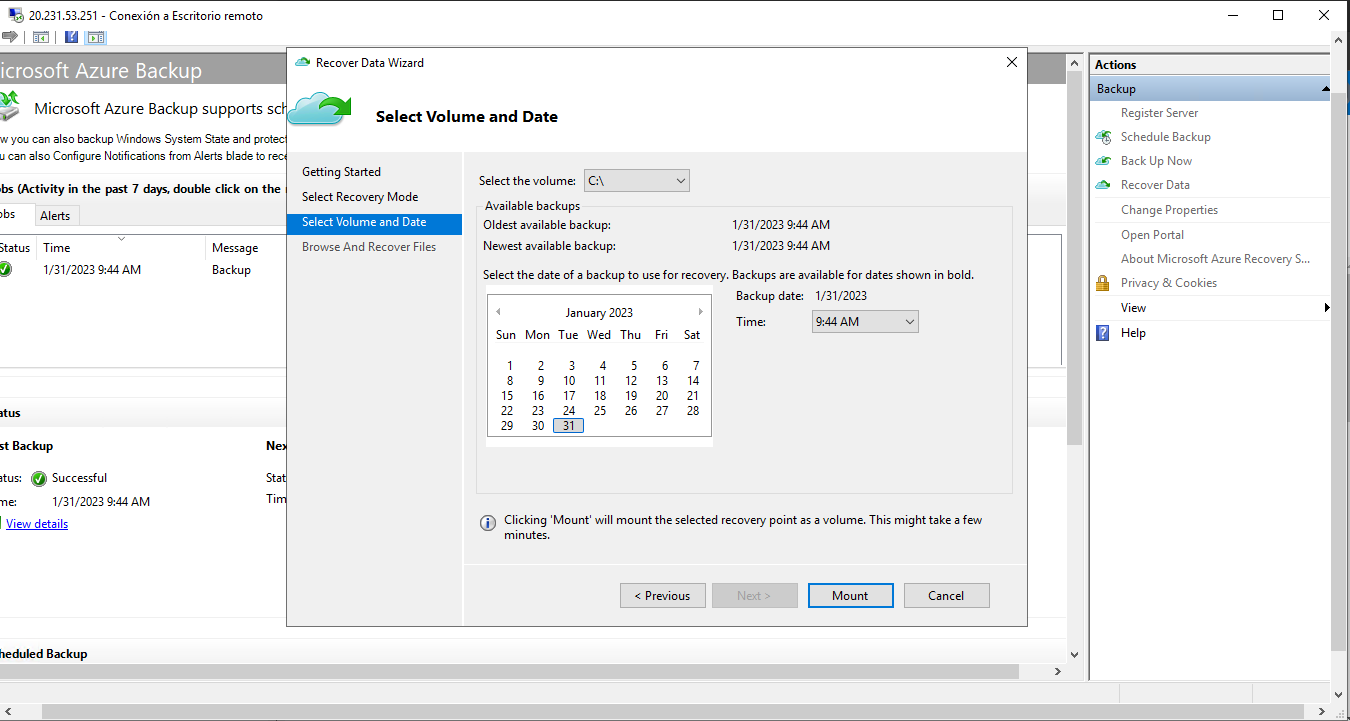 20.231.53.251 - Conexión a Escritorio remoto
icrosoft Azure Backup
Microsoft Azure Backup supports sch
w you can also backup Windows System State and protect
u can also Configure Notifications from Alerts blade to rece
obs (Activity in the past 7 days, double click on the
obs Alerts
Status Time Message
1/31/2023 9:44 AM Backup
atus
st Backup Nex
atus: Successful Stat
me: 1/31/2023 9:44 AM Tim
View details
heduled Backup
Recover Data Wizard
Select Volume and Date
Getting Started
Select Recovery Mode
Select Volume and Date
Browse And Recover Files
Select the volume: C:\
Available backups
Oldest available backup: 1/31/2023 9:44 AM
Newest available backup: 1/31/2023 9:44 AM
Select the date of a backup to use for recovery. Backups are available for dates shown in bold.
Backup date: 1/31/2023
Time: 9:44 AM
January 2023
Sun Mon Tue Wed Thu Fri Sat
1 2 3 4 5 6 7
8 9 10 11 12 13 14
15 16 17 18 19 20 21
22 23 24 25 26 27 28
29 30 31
Clicking 'Mount' will mount the selected recovery point as a volume. This might take a few
minutes.
< Previous Next > Mount Cancel
Actions
Backup
Register Server
Schedule Backup
Back Up Now
Recover Data
Change Properties
Open Portal
About Microsoft Azure Recovery S...
Privacy & Cookies
View
Help